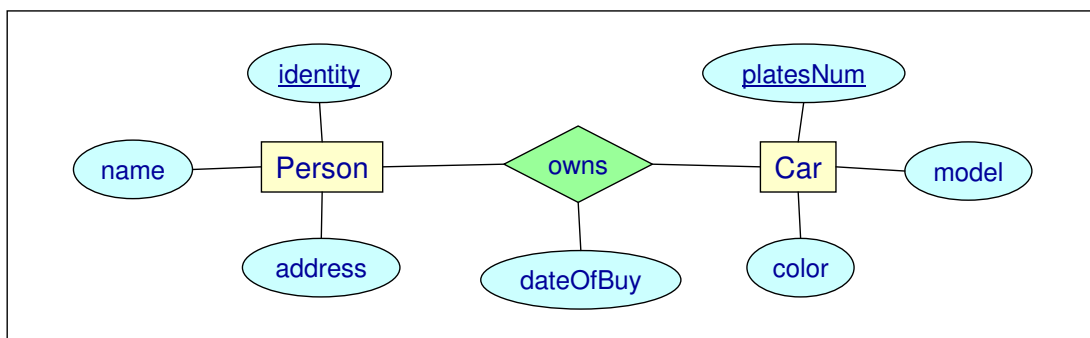 identity
platesNum
name
Person
owns
Car
model
address
dateOfBuy
color